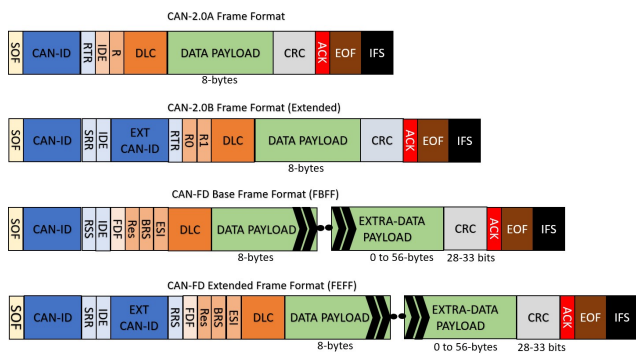 CAN-2.0A Frame Format
SOF CAN-ID RTR IDE R DLC DATA PAYLOAD CRC ACK EOF IFS
8-bytes
CAN-2.0B Frame Format (Extended)
SOF CAN-ID SRR IDE EXT CAN-ID RTR R0 R1 DLC DATA PAYLOAD CRC ACK EOF IFS
8-bytes
CAN-FD Base Frame Format (FBFF)
SOF CAN-ID RSS IDE FDF Res BRS ESI DLC DATA PAYLOAD EXTRA-DATA PAYLOAD CRC ACK EOF IFS
8-bytes 0 to 56-bytes 28-33 bits
CAN-FD Extended Frame Format (FEFF)
SOF CAN-ID SRR IDE EXT CAN-ID RRS FDF Res BRS ESI DLC DATA PAYLOAD EXTRA-DATA PAYLOAD CRC ACK EOF IFS
8-bytes 0 to 56-bytes 28-33 bits